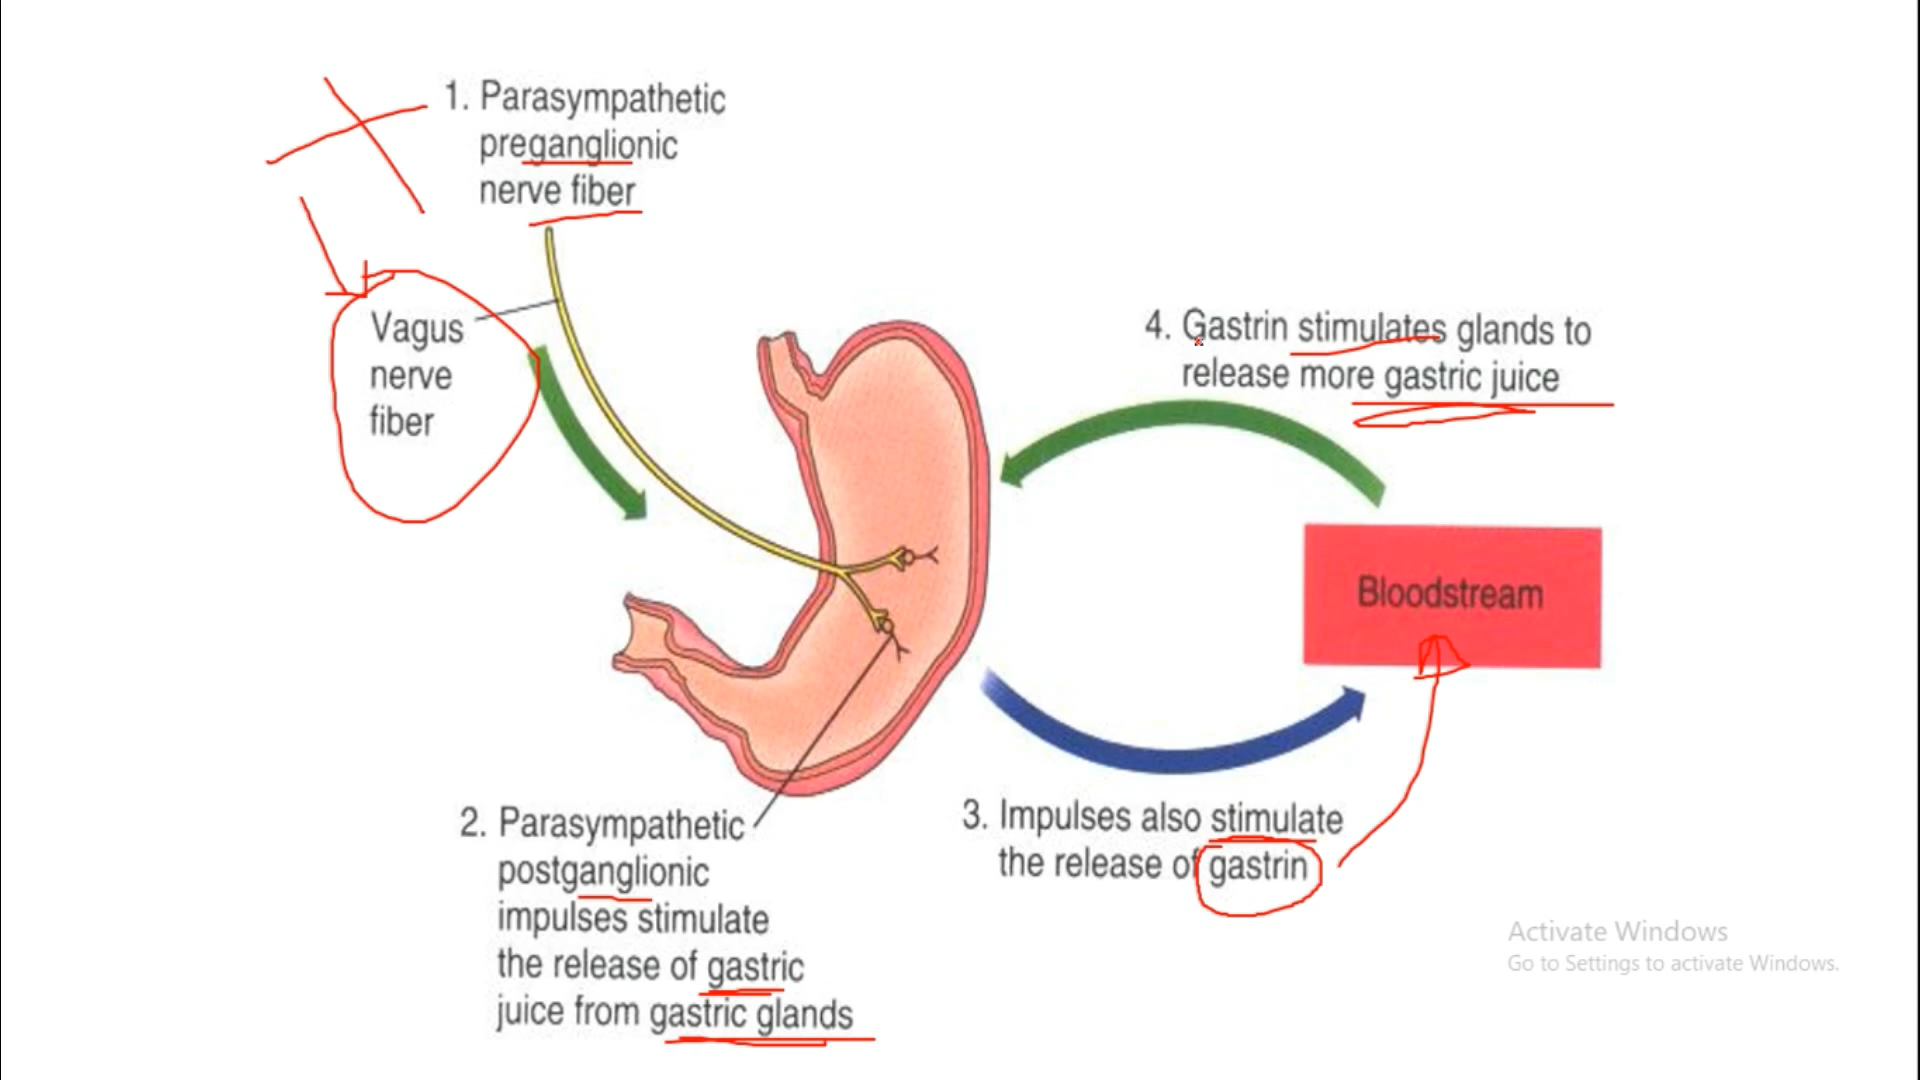 1. Parasympathetic
preganglionic
nerve fiber
Vagus
nerve
fiber
4. Gastrin stimulates glands to
release more gastric juice
Bloodstream
2. Parasympathetic
postganglionic
impulses stimulate
the release of gastric
juice from gastric glands
3. Impulses also stimulate
the release of gastrin
Activate Windows
Go to Settings to activate Windows.